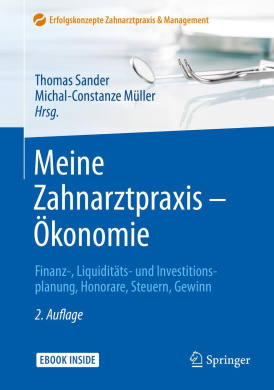 Erfolgskonzepte Zahnarztpraxis & Management
Thomas Sander
Michal-Constanze Müller
Hrsg.
Meine
Zahnarztpraxis –
Ökonomie
Finanz-, Liquiditäts- und Investitions-
planung, Honorare, Steuern, Gewinn
2. Auflage
EBOOK INSIDE
Springer